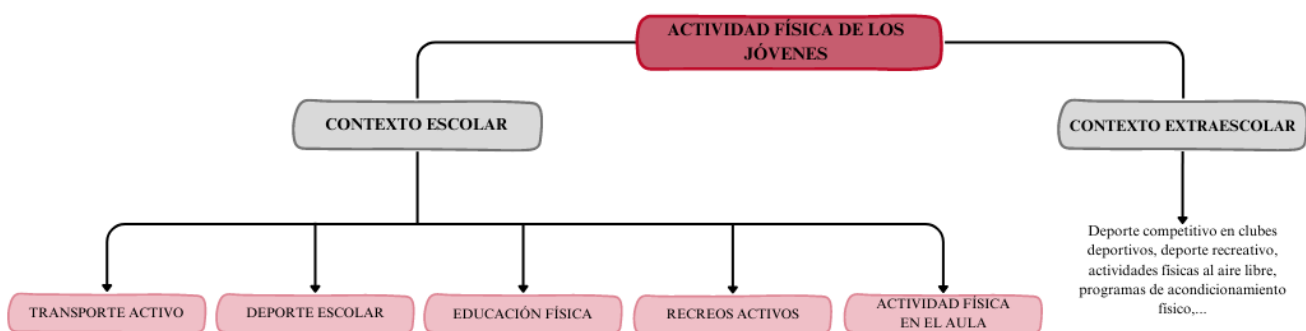 ACTIVIDAD FÍSICA DE LOS
JÓVENES
CONTEXTO ESCOLAR
CONTEXTO EXTRAESCOLAR
Deporte competitivo en clubes
deportivos, deporte recreativo,
actividades físicas al aire libre,
programas de acondicionamiento
físico,...
TRANSPORTE ACTIVO
DEPORTE ESCOLAR
EDUCACIÓN FÍSICA
RECREOS ACTIVOS
ACTIVIDAD FÍSICA
EN EL AULA